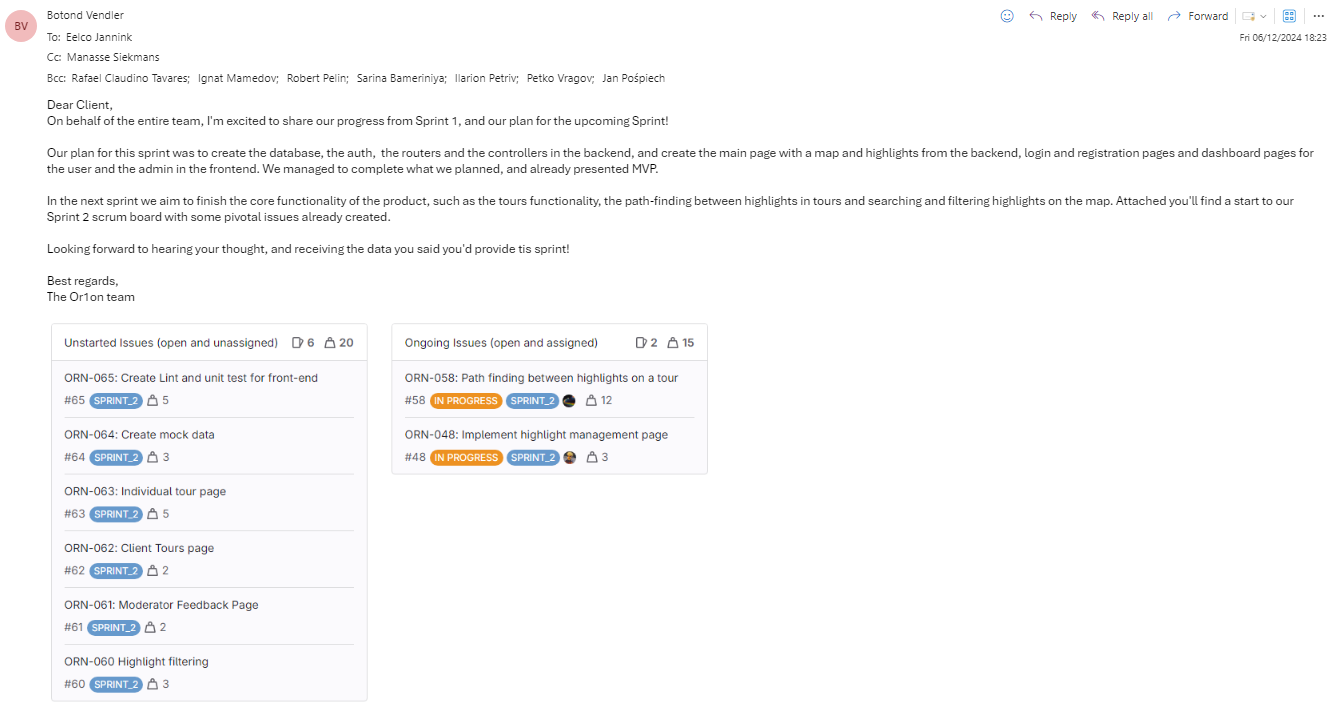 BV
Botond Vendler
Reply
Reply all
Forward
To: Eelco Jannink
Fri 06/12/2024 18:23
Cc: Manasse Siekmans
Bcc: Rafael Claudino Tavares; Ignat Mamedov; Robert Pelin; Sarina Bameriniya; Ilarion Petriv; Petko Vragov; Jan Pośpiech
Dear Client,
On behalf of the entire team, I'm excited to share our progress from Sprint 1, and our plan for the upcoming Sprint!
Our plan for this sprint was to create the database, the auth, the routers and the controllers in the backend, and create the main page with a map and highlights from the backend, login and registration pages and dashboard pages for
the user and the admin in the frontend. We managed to complete what we planned, and already presented MVP.
In the next sprint we aim to finish the core functionality of the product, such as the tours functionality, the path-finding between highlights in tours and searching and filtering highlights on the map. Attached you'll find a start to our
Sprint 2 scrum board with some pivotal issues already created.
Looking forward to hearing your thought, and receiving the data you said you'd provide tis sprint!
Best regards,
The Or1on team
Unstarted Issues (open and unassigned) 6 20
ORN-065: Create Lint and unit test for front-end
#65 SPRINT_2 5
ORN-064: Create mock data
#64 SPRINT_2 3
ORN-063: Individual tour page
#63 SPRINT_2 5
ORN-062: Client Tours page
#62 SPRINT_2 2
ORN-061: Moderator Feedback Page
#61 SPRINT_2 2
ORN-060 Highlight filtering
#60 SPRINT_2 3
Ongoing Issues (open and assigned) 2 15
ORN-058: Path finding between highlights on a tour
#58 IN PROGRESS SPRINT_2 12
ORN-048: Implement highlight management page
#48 IN PROGRESS SPRINT_2 3